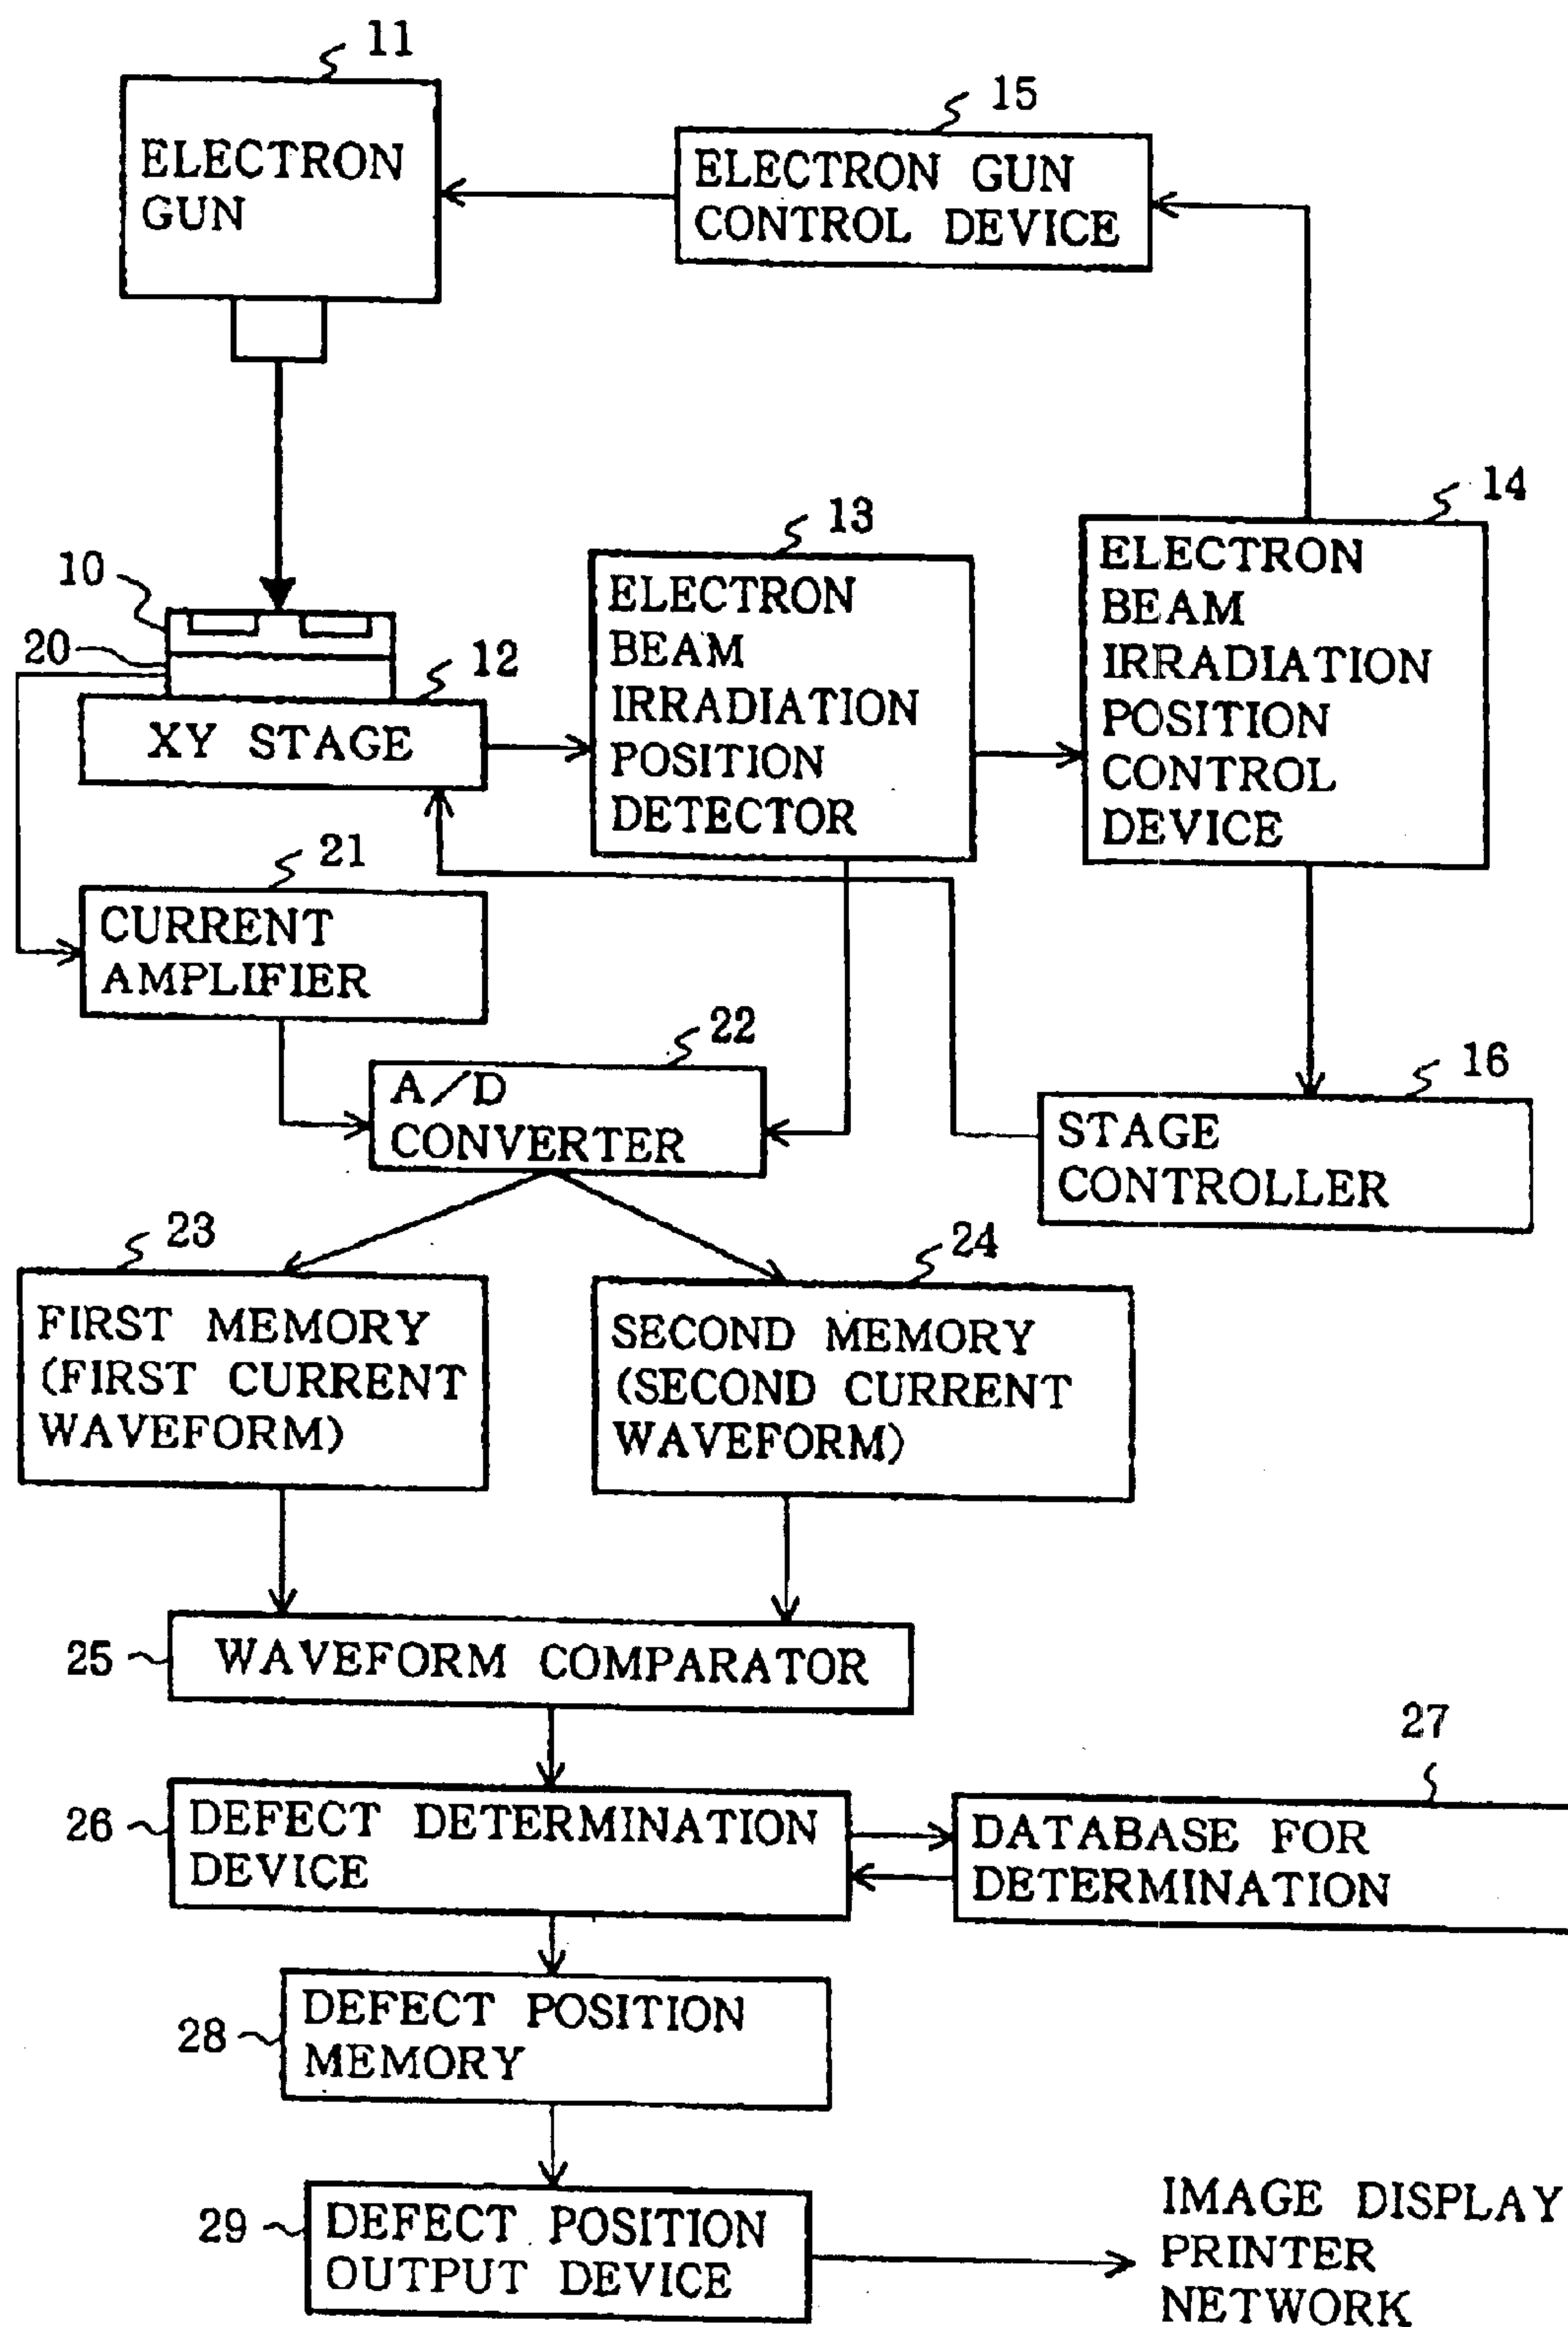 11
ELECTRON
GUN
15
ELECTRON GUN
CONTROL DEVICE
10
20
12
XY STAGE
13
ELECTRON
BEAM
IRRADIATION
POSITION
DETECTOR
14
ELECTRON
BEAM
IRRADIATION
POSITION
CONTROL
DEVICE
21
CURRENT
AMPLIFIER
22
A/D
CONVERTER
16
STAGE
CONTROLLER
23
FIRST MEMORY
(FIRST CURRENT
WAVEFORM)
24
SECOND MEMORY
(SECOND CURRENT
WAVEFORM)
25
WAVEFORM COMPARATOR
26
DEFECT DETERMINATION
DEVICE
27
DATABASE FOR
DETERMINATION
28
DEFECT POSITION
MEMORY
29
DEFECT POSITION
OUTPUT DEVICE
IMAGE DISPLAY
PRINTER
NETWORK